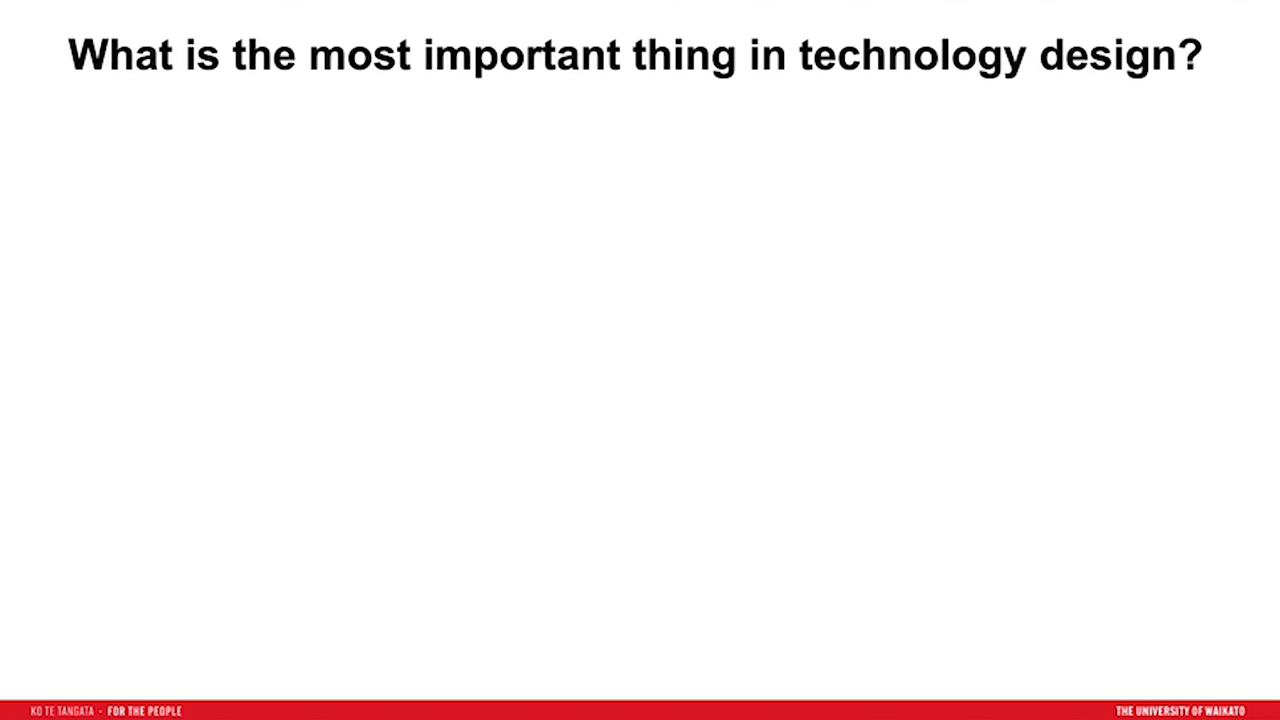 What is the most important thing in technology design?
KO TE TANGATA - FOR THE PEOPLE
THE UNIVERSITY OF WAIKATO